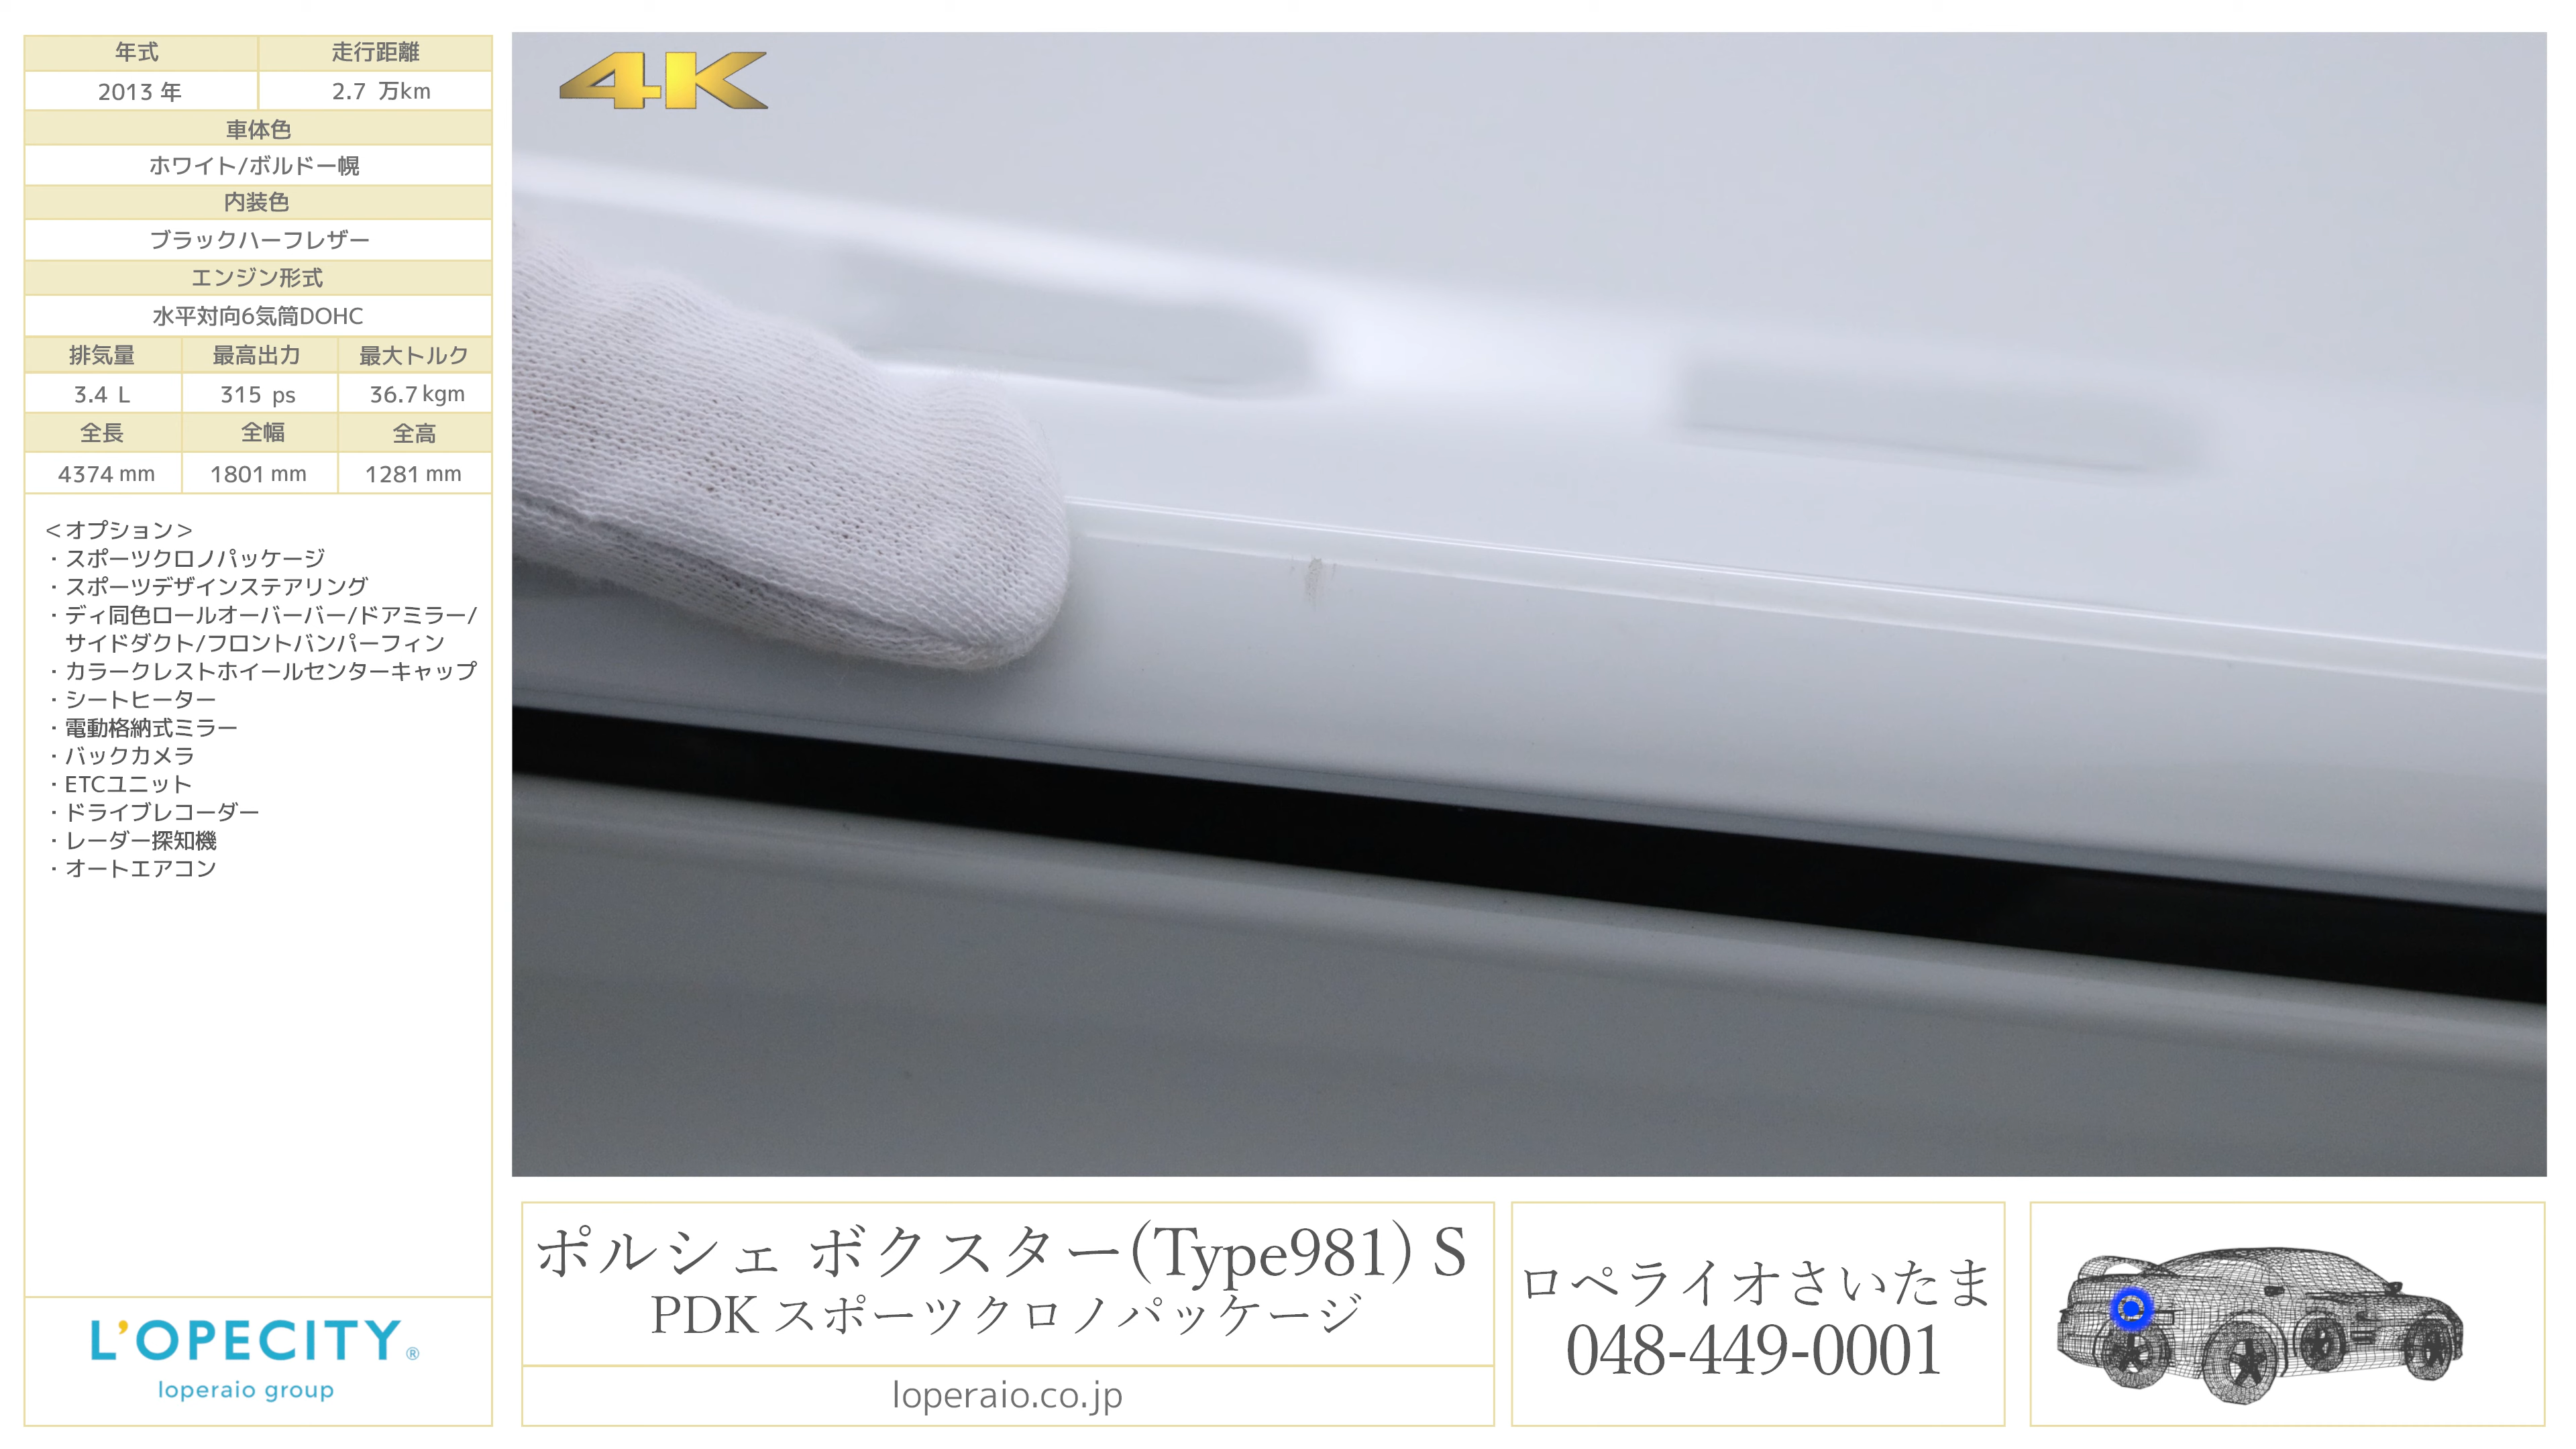 年式 走行距離
2013 年 2.7 万km
車体色
ホワイト/ボルドー幌
内装色
ブラックハーフレザー
エンジン形式
水平対向6気筒DOHC
排気量 最高出力 最大トルク
3.4 L 315 ps 36.7 kgm
全長 全幅 全高
4374 mm 1801 mm 1281 mm
＜オプション＞
・スポーツクロノパッケージ
・スポーツデザインステアリング
・ディ同色ロールオーバーバー/ドアミラー/
サイドダクト/フロントバンパーフィン
・カラークレストホイールセンターキャップ
・シートヒーター
・電動格納式ミラー
・バックカメラ
・ETCユニット
・ドライブレコーダー
・レーダー探知機
・オートエアコン
L'OPECITY®
loperaio group
4K
ポルシェ ボクスター(Type981) S
PDK スポーツクロノパッケージ
loperaio.co.jp
ロペライオさいたま
048-449-0001